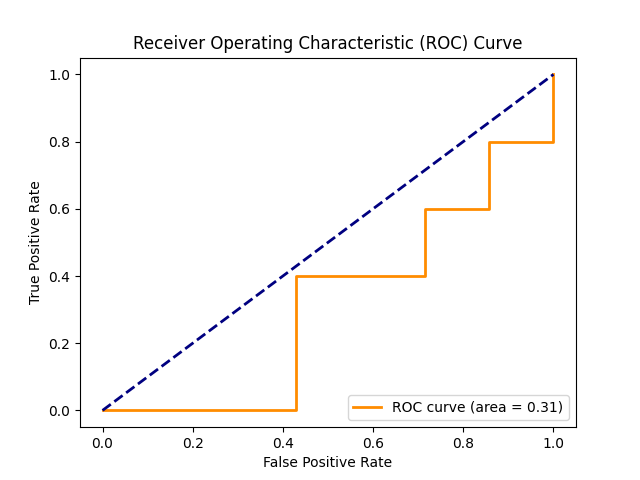 Receiver Operating Characteristic (ROC) Curve
1.0
0.8
0.6
0.4
0.2
0.0
True Positive Rate
ROC curve (area = 0.31)
0.0 0.2 0.4 0.6 0.8 1.0
False Positive Rate